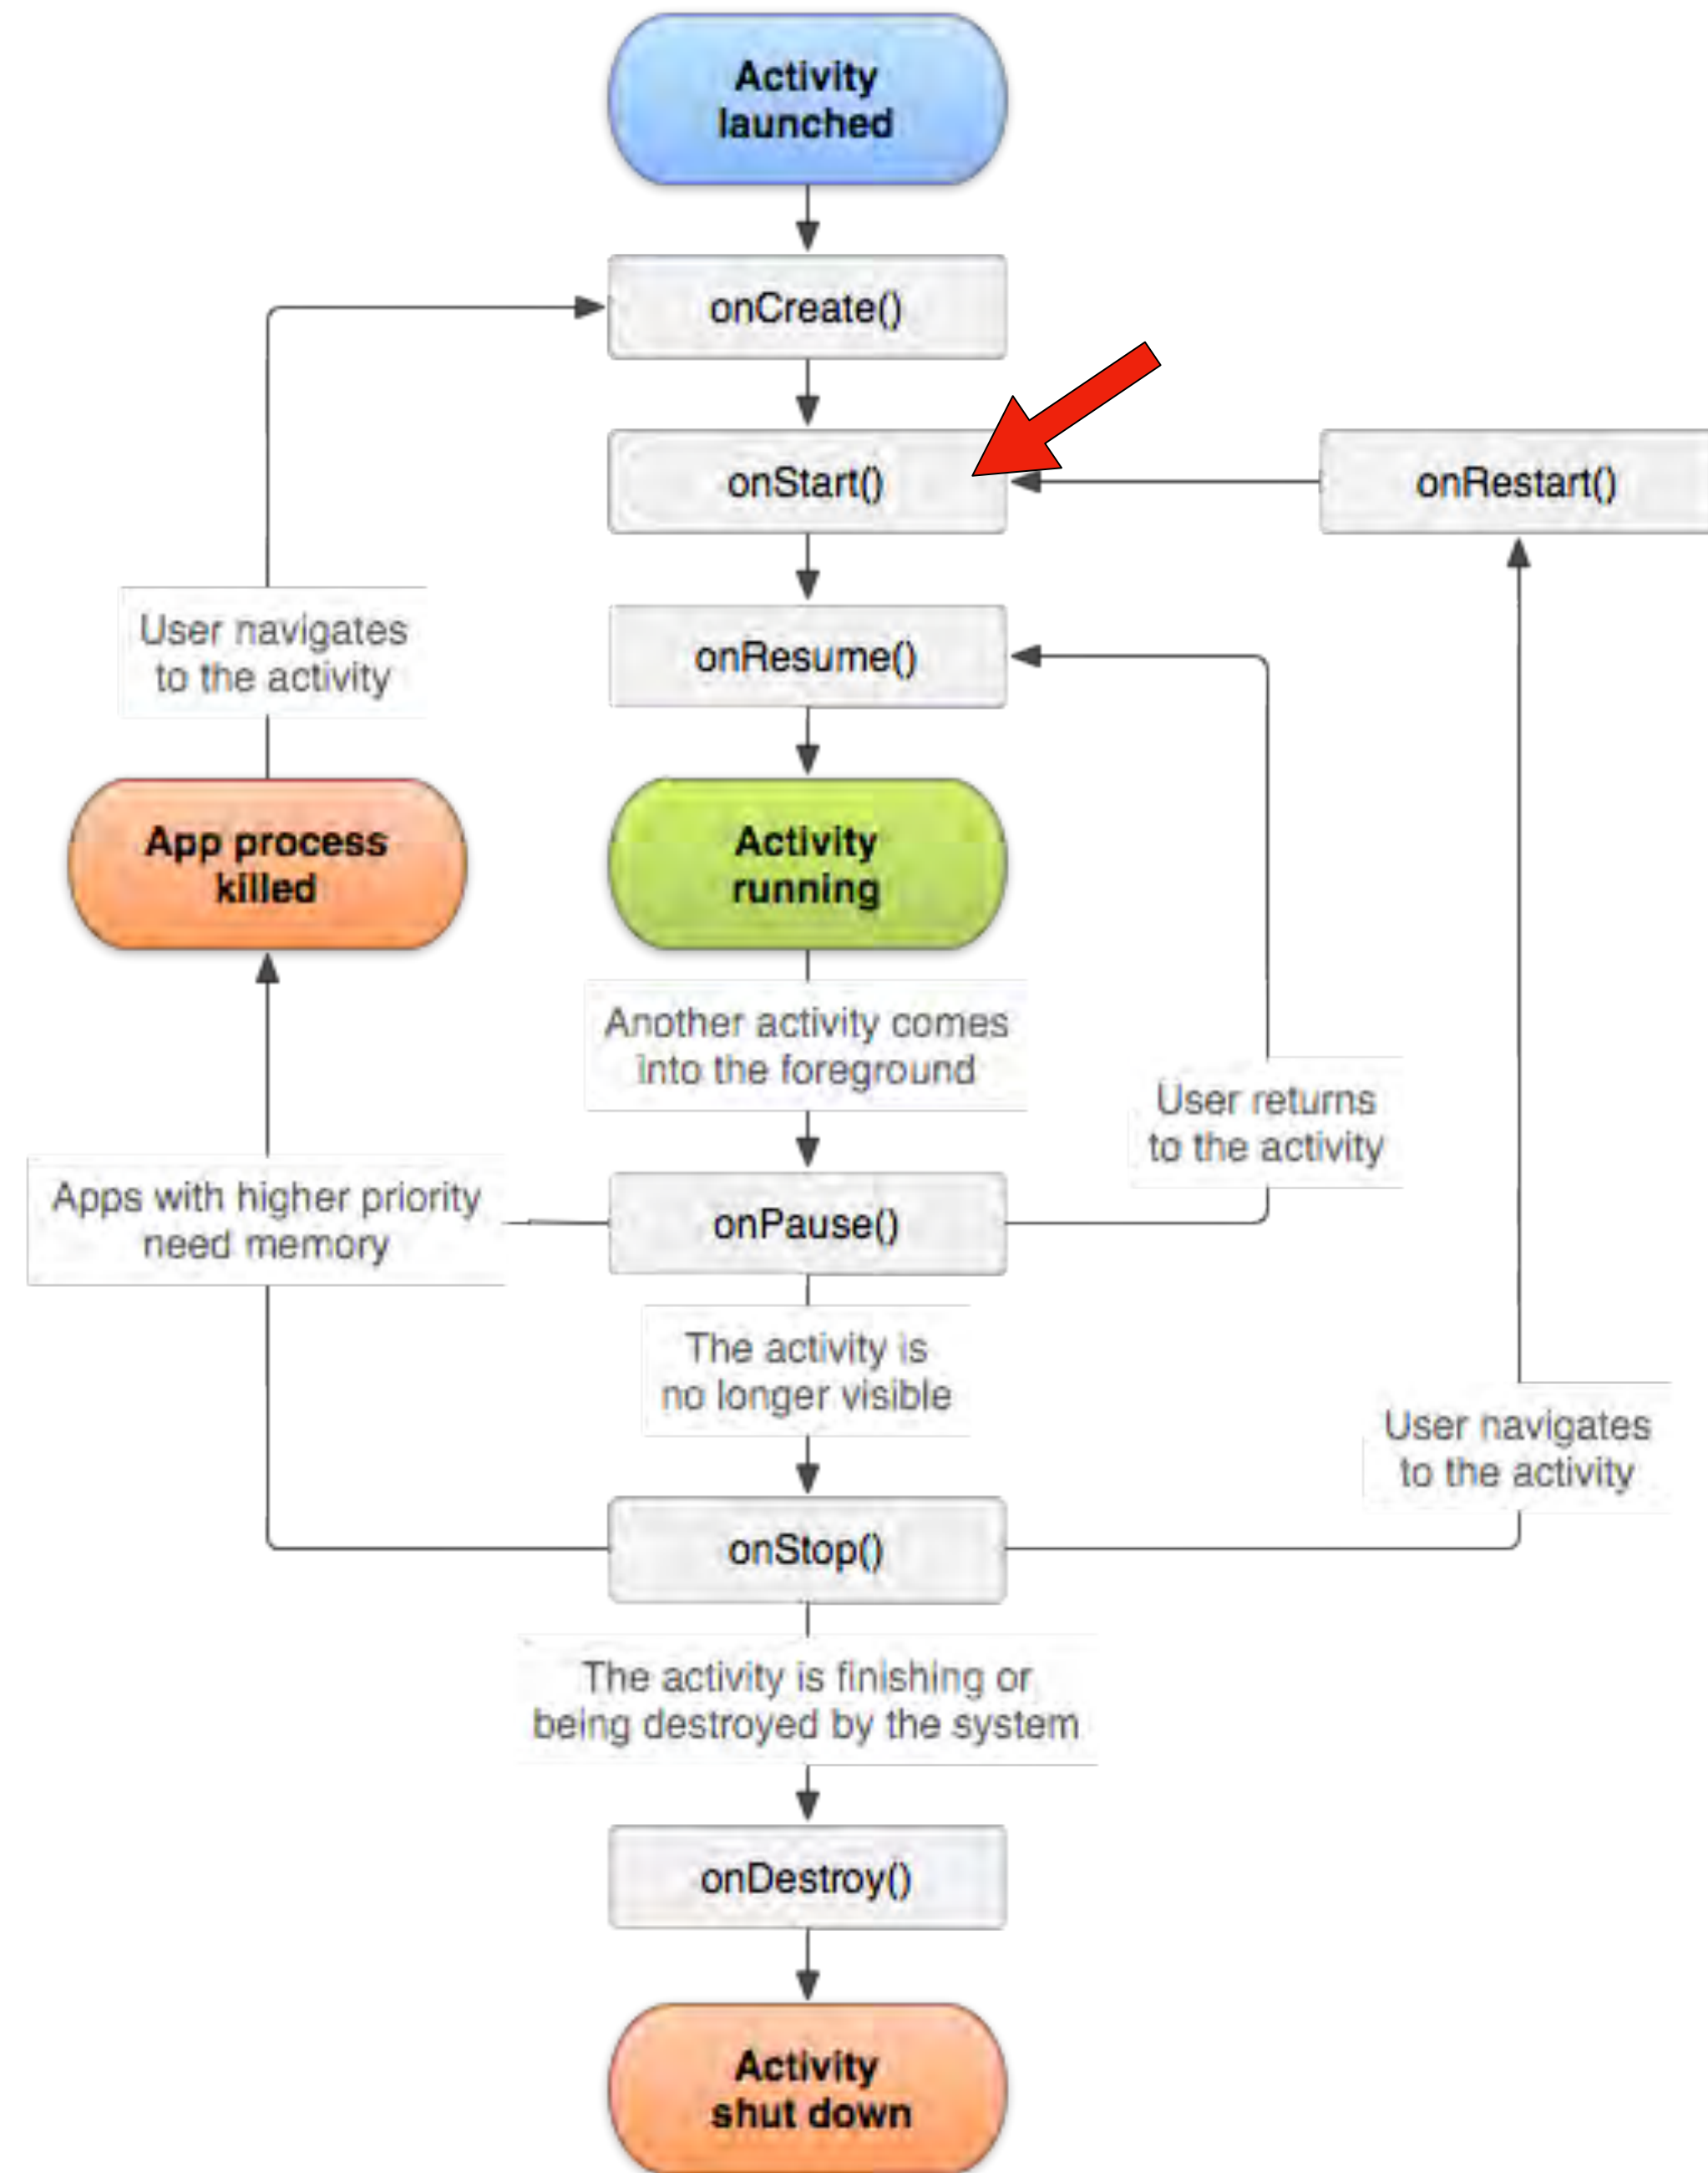 Activity
launched
onCreate()
onStart()
onRestart()
User navigates
to the activity
onResume()
App process
killed
Activity
running
Another activity comes
into the foreground
User returns
to the activity
Apps with higher priority
need memory
onPause()
The activity is
no longer visible
User navigates
to the activity
onStop()
The activity is finishing or
being destroyed by the system
onDestroy()
Activity
shut down